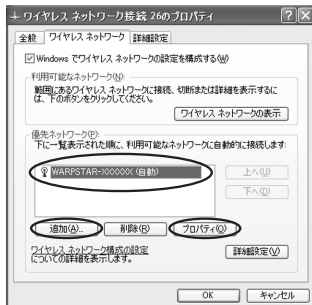 ワイヤレス ネットワーク接続 26のプロパティ
全般 ワイヤレス ネットワーク 詳細設定
Windows でワイヤレス ネットワークの設定を構成する(W)
利用可能なネットワーク(N):
範囲にあるワイヤレス ネットワークに接続、切断または詳細を表示するに
は、下のボタンをクリックしてください。
ワイヤレス ネットワークの表示
優先ネットワーク(P):
下に一覧表示された順に、利用可能なネットワークに自動的に接続します:
WARPSTAR-XXXXXX (自動)
上へ(U)
下へ(D)
追加(A)... 削除(R) プロパティ(O)
ワイヤレス ネットワーク構成の設定
についての詳細を表示します。
詳細設定(V)
OK キャンセル